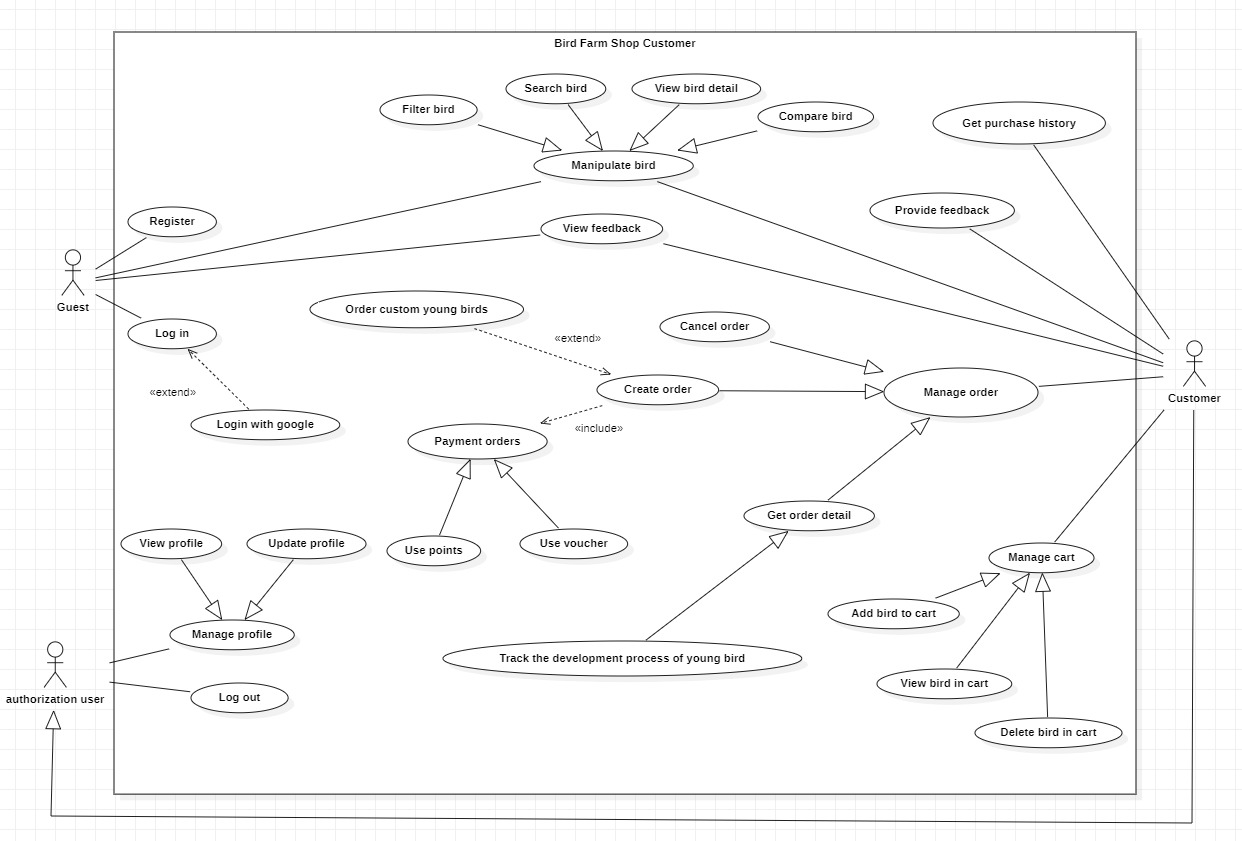 Bird Farm Shop Customer
Search bird
View bird detail
Filter bird
Compare bird
Get purchase history
Manipulate bird
Provide feedback
Register
View feedback
Guest
Order custom young birds
Cancel order
Log in
«extend»
Create order
Manage order
«extend»
Customer
Login with google
«include»
Payment orders
Get order detail
View profile
Update profile
Use points
Use voucher
Manage cart
Add bird to cart
Manage profile
Track the development process of young bird
View bird in cart
authorization user
Log out
Delete bird in cart